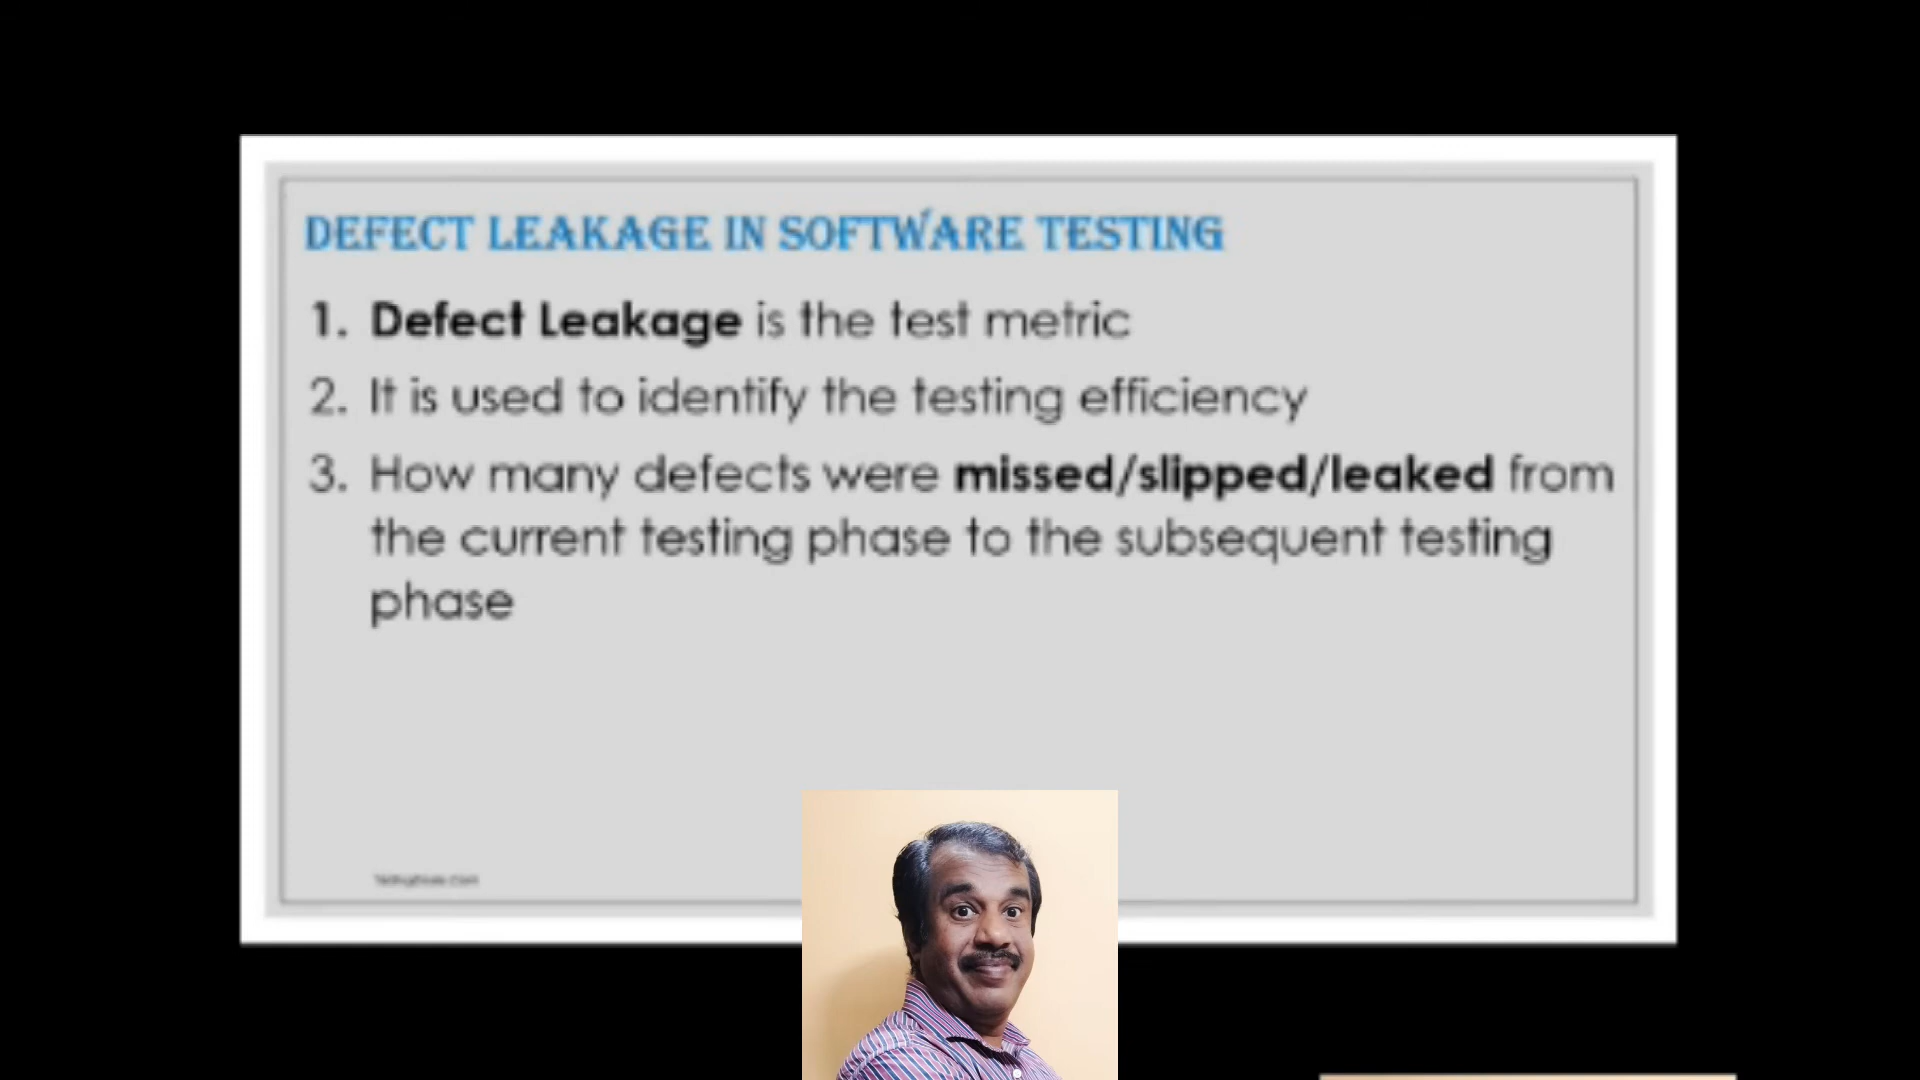 DEFECT LEAKAGE IN SOFTWARE TESTING
1. Defect Leakage is the test metric
2. It is used to identify the testing efficiency
3. How many defects were missed/slipped/leaked from
the current testing phase to the subsequent testing
phase